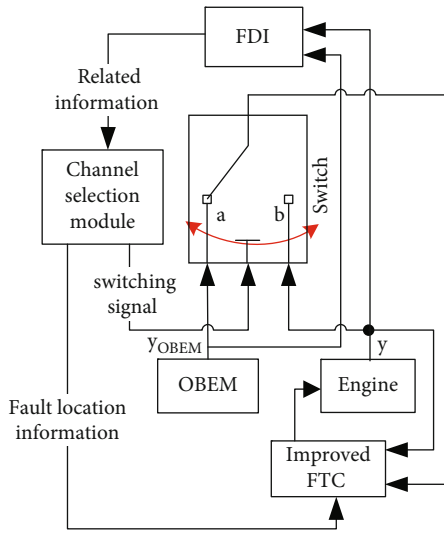 FDI
Related
information
Channel
selection
module
a
b
Switch
switching
signal
yOBEM
y
OBEM
Engine
Fault location
information
Improved
FTC